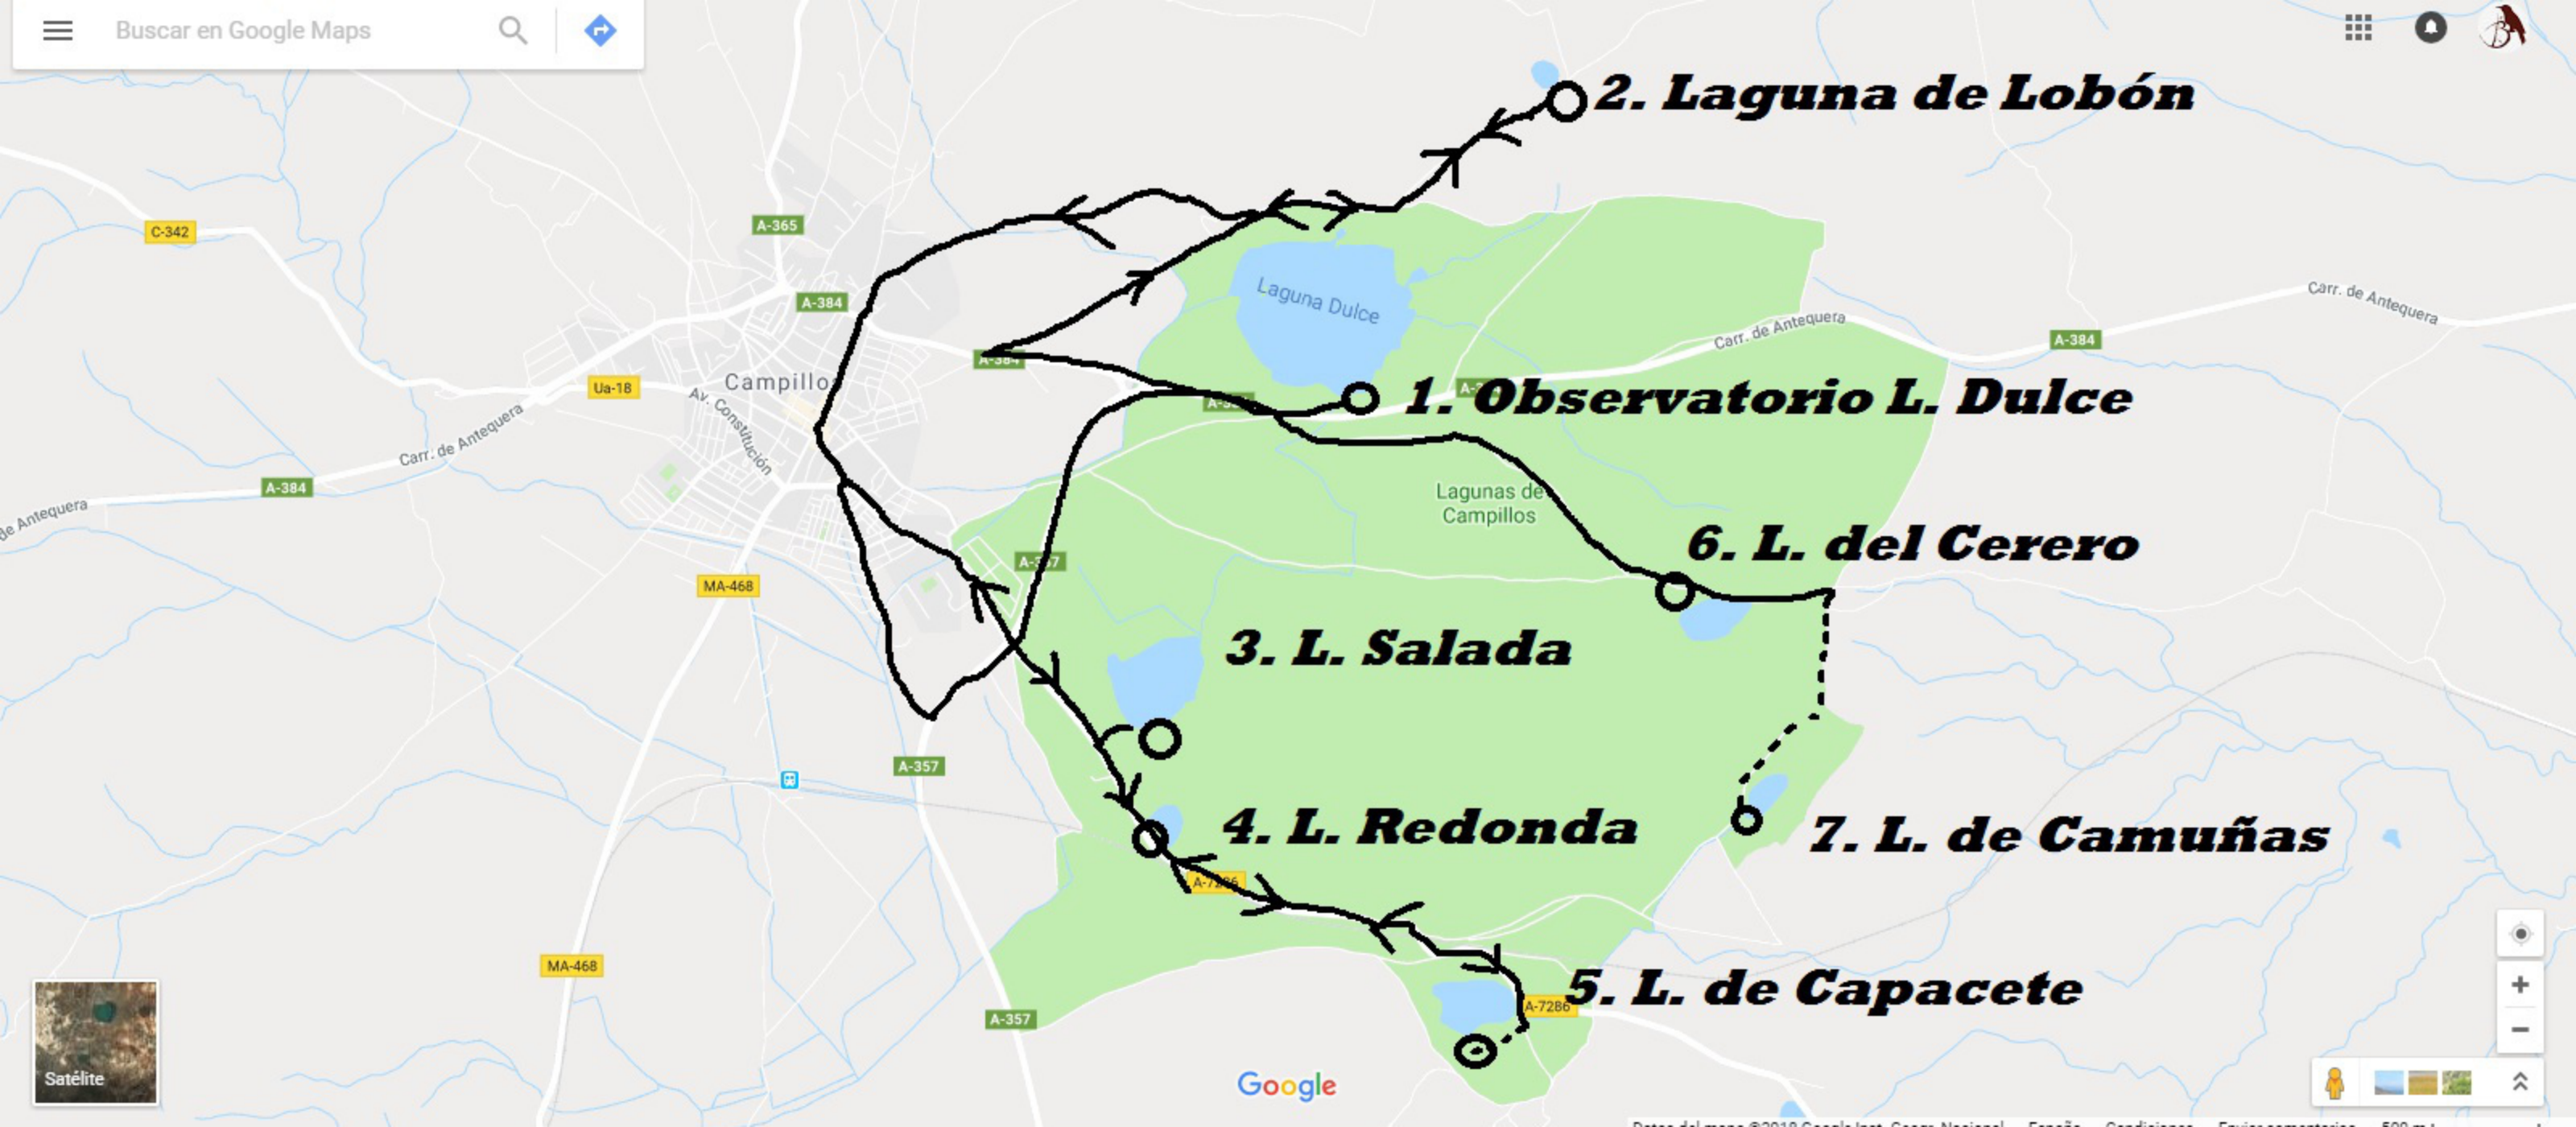 Buscar en Google Maps
2. Laguna de Lobón
A-365
C-342
Laguna Dulce
A-384
Carr. de Antequera
Carr. de Antequera
A-384
A-384
Ua-18
Campillo
Av. Constitución
1. Observatorio L. Dulce
Carr. de Antequera
A-384
de Antequera
Lagunas de
Campillos
6. L. del Cerero
MA-468
3. L. Salada
A-357
4. L. Redonda
7. L. de Camuñas
A-7286
MA-468
5. L. de Capacete
A-7286
A-357
Satélite
Google